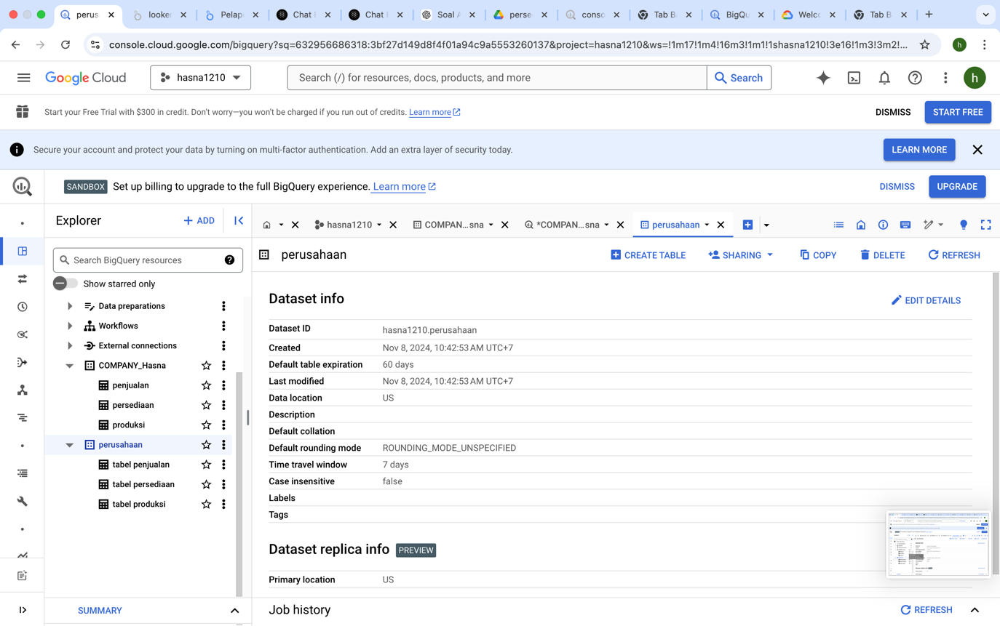 perus
looker
Pelapo
Chat
Chat
Soal A
perse
conso
Tab B
BigQu
Welco
Tab B
console.cloud.google.com/bigquery?sq=632956686318:3bf27d149d8f4f01a94c9a5553260137&project=hasna1210&ws=!1m17!1m4!16m3!1m1!1shasna1210!3e16!1m3!3m2!...
h
Google Cloud
hasna1210
Search (/) for resources, docs, products, and more
Search
h
Start your Free Trial with $300 in credit. Don't worry—you won't be charged if you run out of credits. Learn more
DISMISS
START FREE
Secure your account and protect your data by turning on multi-factor authentication. Add an extra layer of security today.
LEARN MORE
SANDBOX Set up billing to upgrade to the full BigQuery experience. Learn more
DISMISS
UPGRADE
Explorer
+ ADD
Search BigQuery resources
Show starred only
Data preparations
Workflows
External connections
COMPANY_Hasna
penjualan
persediaan
produksi
perusahaan
tabel penjualan
tabel persediaan
tabel produksi
SUMMARY
hasna1210
COMPAN...sna
*COMPAN...sna
perusahaan
perusahaan
CREATE TABLE
SHARING
COPY
DELETE
REFRESH
Dataset info
EDIT DETAILS
Dataset ID hasna1210.perusahaan
Created Nov 8, 2024, 10:42:53 AM UTC+7
Default table expiration 60 days
Last modified Nov 8, 2024, 10:42:53 AM UTC+7
Data location US
Description
Default collation
Default rounding mode ROUNDING_MODE_UNSPECIFIED
Time travel window 7 days
Case insensitive false
Labels
Tags
Dataset replica info PREVIEW
Primary location US
Job history
REFRESH